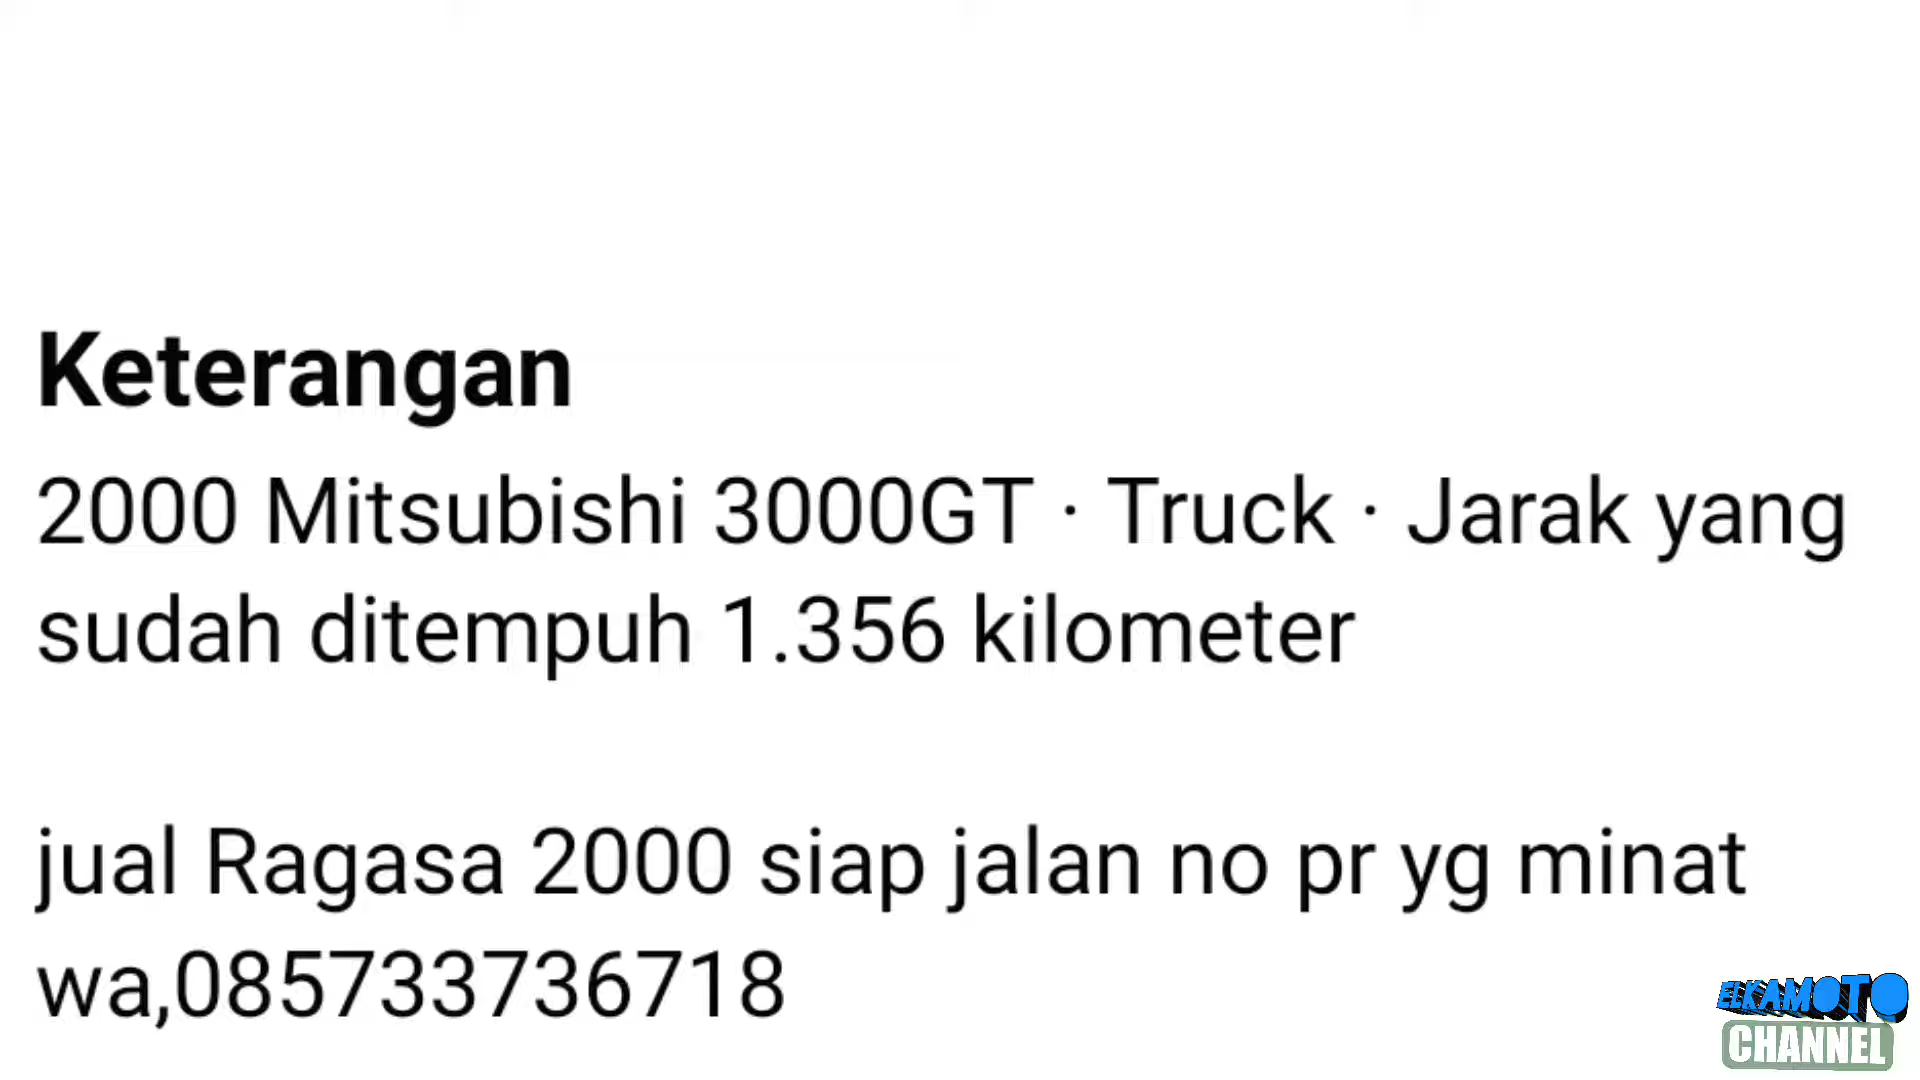 Keterangan
2000 Mitsubishi 3000GT · Truck · Jarak yang
sudah ditempuh 1.356 kilometer
jual Ragasa 2000 siap jalan no pr yg minat
wa,085733736718
ELKAMOTO
CHANNEL